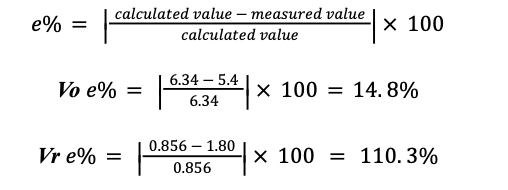 e% = |(calculated value − measured value)/(calculated value)| × 100
Vo e% = |(6.34 − 5.4)/(6.34)| × 100 = 14.8%
Vr e% = |(0.856 − 1.80)/(0.856)| × 100 = 110.3%